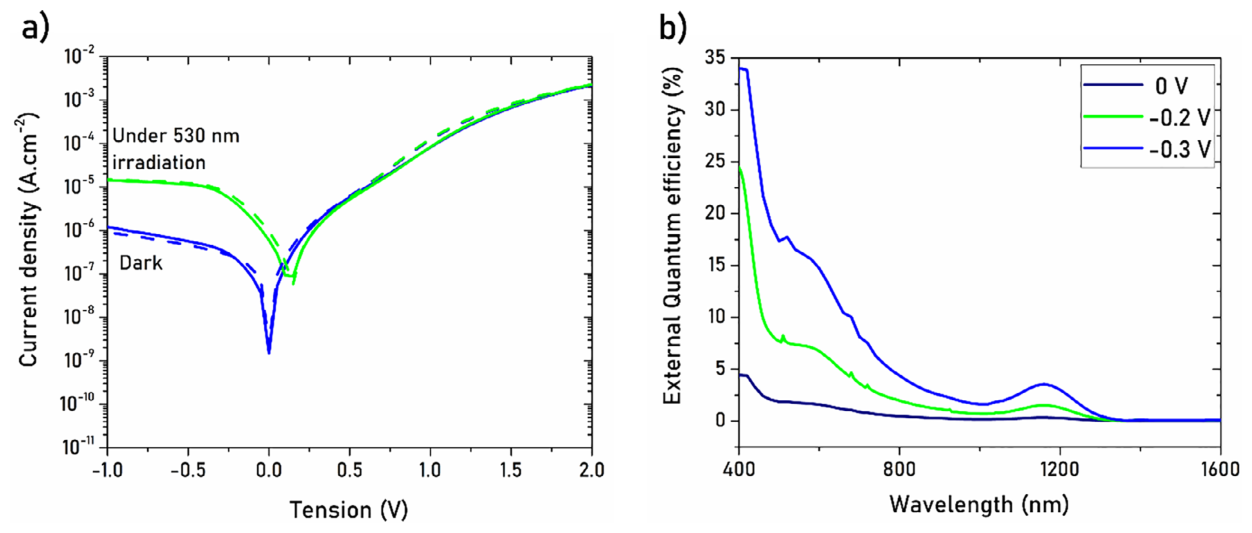 a)
Current density (A.cm⁻²)
10⁻²
10⁻³
10⁻⁴
10⁻⁵
10⁻⁶
10⁻⁷
10⁻⁸
10⁻⁹
10⁻¹⁰
10⁻¹¹
Under 530 nm
irradiation
Dark
-1.0 -0.5 0.0 0.5 1.0 1.5 2.0
Tension (V)
b)
External Quantum efficiency (%)
35
30
25
20
15
10
5
0
0 V
-0.2 V
-0.3 V
400 800 1200 1600
Wavelength (nm)